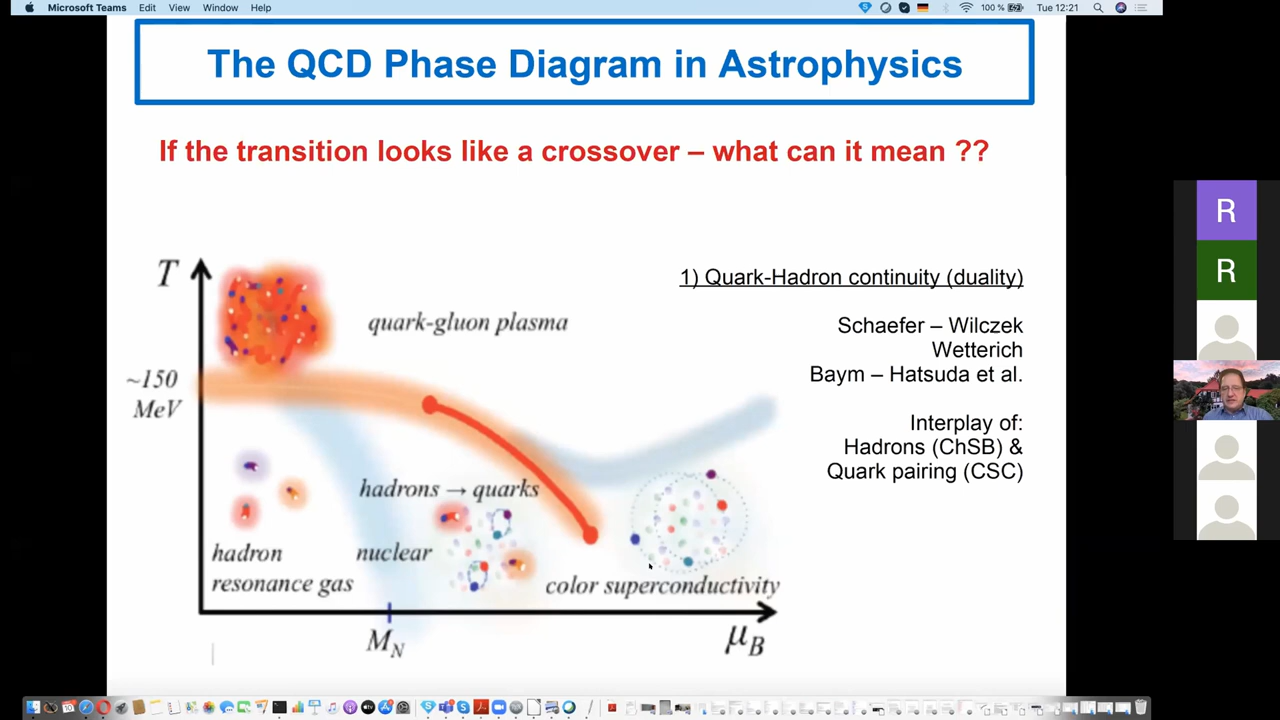 Microsoft Teams Edit View Window Help
100 %
Tue 12:21
The QCD Phase Diagram in Astrophysics
If the transition looks like a crossover – what can it mean ??
T
quark-gluon plasma
~150
MeV
hadrons → quarks
hadron
resonance gas
nuclear
color superconductivity
M_N
μ_B
1) Quark-Hadron continuity (duality)
Schaefer – Wilczek
Wetterich
Baym – Hatsuda et al.
Interplay of:
Hadrons (ChSB) &
Quark pairing (CSC)
R
R